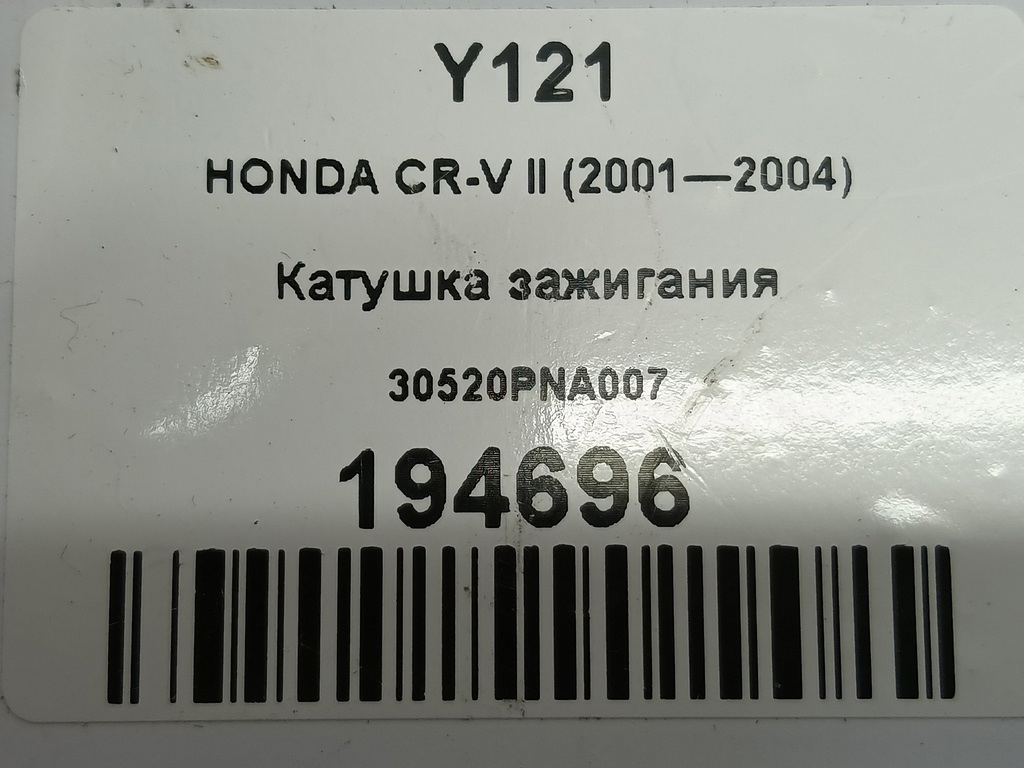 Y121
HONDA CR-V II (2001—2004)
Катушка зажигания
30520PNA007
194696